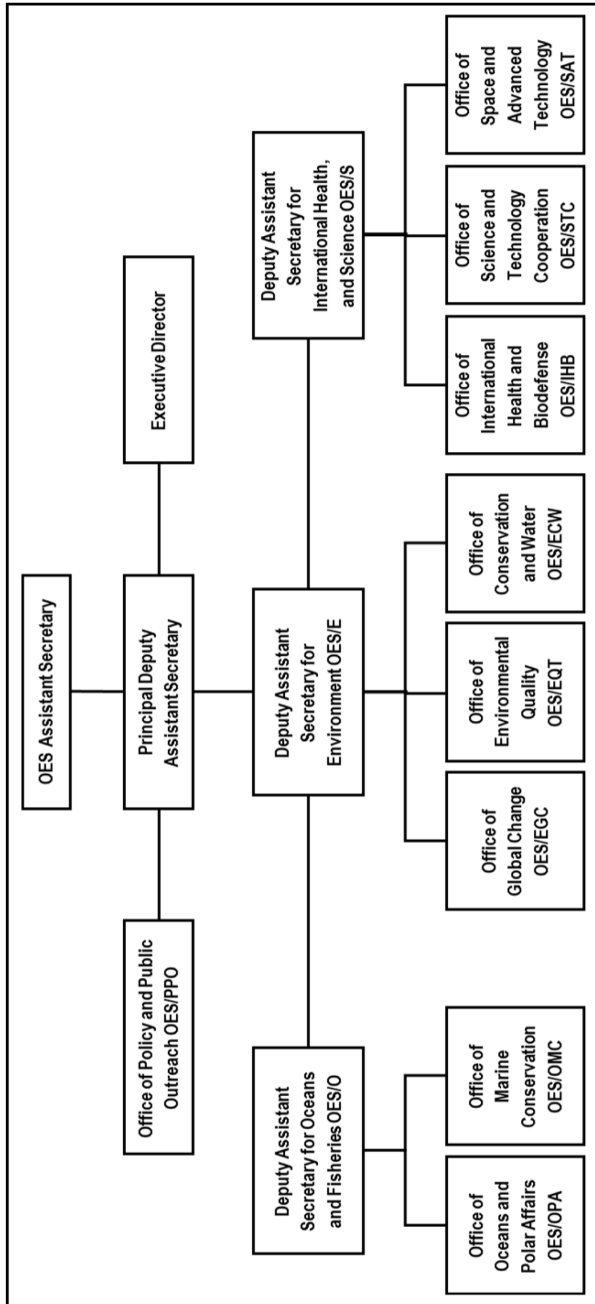 OES Assistant Secretary
Office of Policy and Public
Outreach OES/PPO
Principal Deputy
Assistant Secretary
Executive Director
Deputy Assistant
Secretary for Oceans
and Fisheries OES/O
Deputy Assistant
Secretary for
Environment OES/E
Deputy Assistant
Secretary for
International Health,
and Science OES/S
Office of
Oceans and
Polar Affairs
OES/OPA
Office of
Marine
Conservation
OES/OMC
Office of
Global Change
OES/EGC
Office of
Environmental
Quality
OES/EQT
Office of
Conservation
and Water
OES/ECW
Office of
International
Health and
Biodefense
OES/IHB
Office of
Science and
Technology
Cooperation
OES/STC
Office of
Space and
Advanced
Technology
OES/SAT